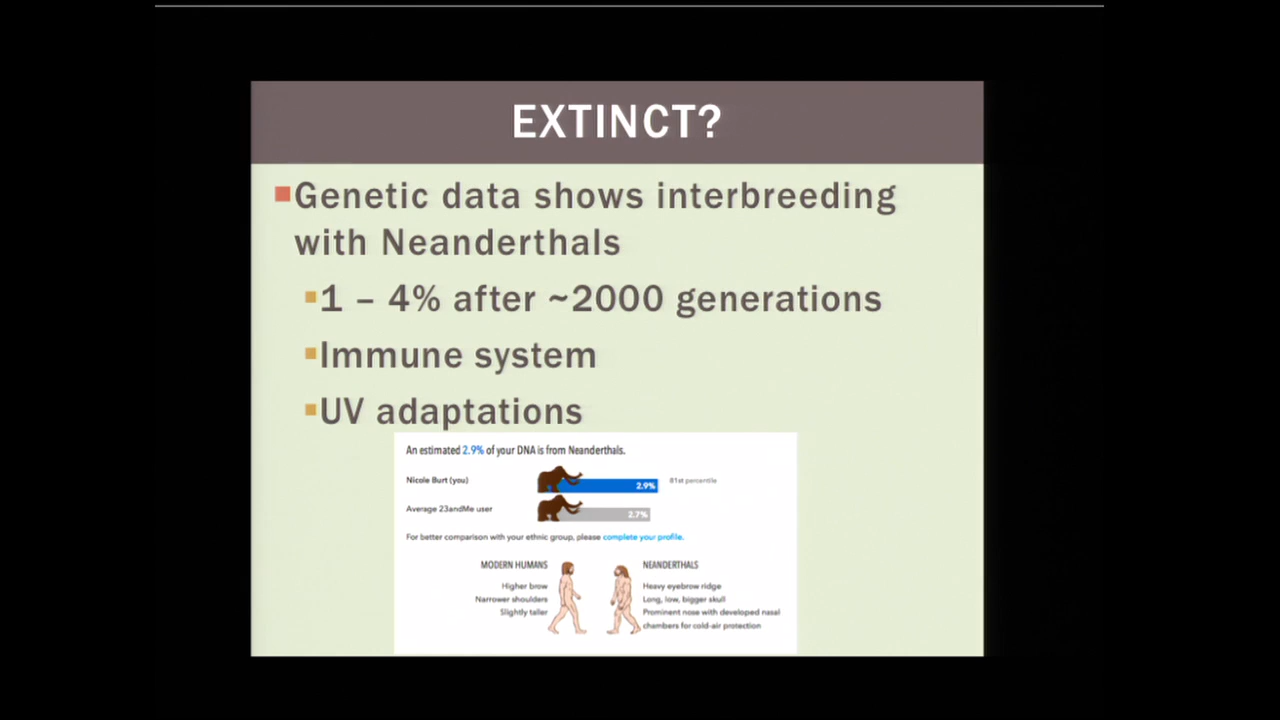 EXTINCT?
Genetic data shows interbreeding
with Neanderthals
1 – 4% after ~2000 generations
Immune system
UV adaptations
An estimated 2.9% of your DNA is from Neanderthals.
Nicole Burt (you)
2.9%
81st percentile
Average 23andMe user
2.7%
For better comparison with your ethnic group, please complete your profile.
MODERN HUMANS
Higher brow
Narrower shoulders
Slightly taller
NEANDERTHALS
Heavy eyebrow ridge
Long, low, bigger skull
Prominent nose with developed nasal
chambers for cold-air protection